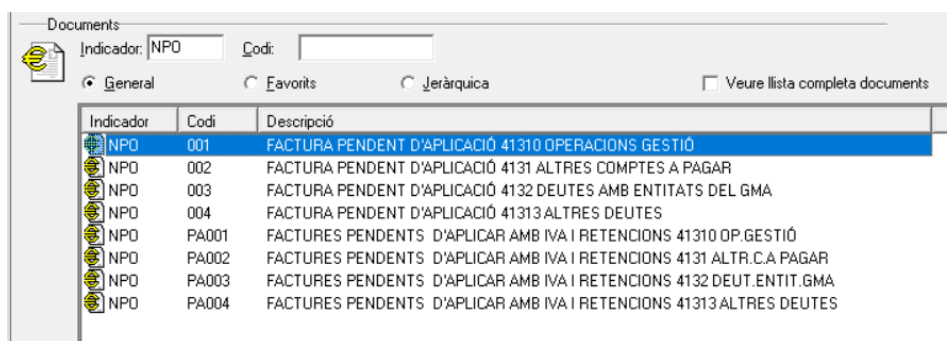 Documents
Indicador: NPO Codi:
General Favorits Jeràrquica Veure llista completa documents
Indicador Codi Descripció
NPO 001 FACTURA PENDENT D'APLICACIÓ 41310 OPERACIONS GESTIÓ
NPO 002 FACTURA PENDENT D'APLICACIÓ 4131 ALTRES COMPTES A PAGAR
NPO 003 FACTURA PENDENT D'APLICACIÓ 4132 DEUTES AMB ENTITATS DEL GMA
NPO 004 FACTURA PENDENT D'APLICACIÓ 41313 ALTRES DEUTES
NPO PA001 FACTURES PENDENTS D'APLICAR AMB IVA I RETENCIONS 41310 OP.GESTIÓ
NPO PA002 FACTURES PENDENTS D'APLICAR AMB IVA I RETENCIONS 4131 ALTR.C.A PAGAR
NPO PA003 FACTURES PENDENTS D'APLICAR AMB IVA I RETENCIONS 4132 DEUT.ENTIT.GMA
NPO PA004 FACTURES PENDENTS D'APLICAR AMB IVA I RETENCIONS 41313 ALTRES DEUTES